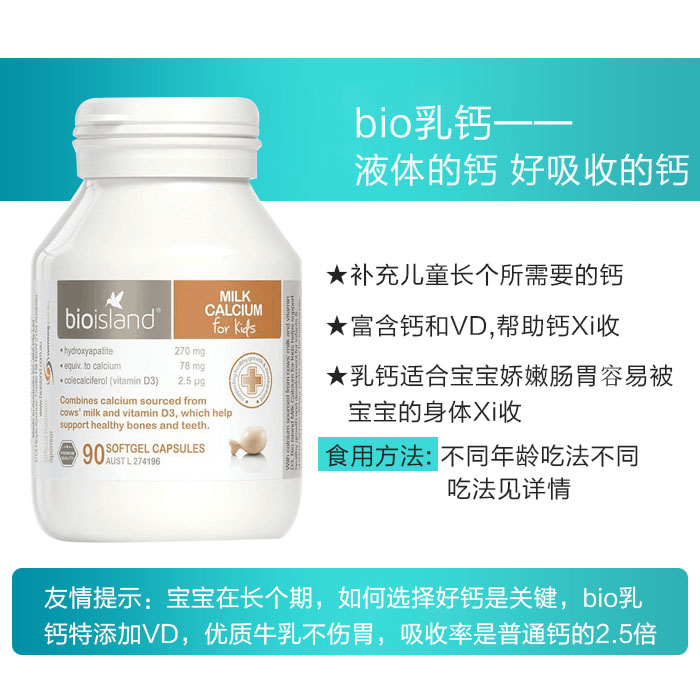 bio乳钙——
液体的钙 好吸收的钙
bioisland®
MILK
CALCIUM
for kids
• hydroxyapatite 270 mg
• equiv. to calcium 78 mg
• colecalciferol (vitamin D3) 2.5 µg
Combines calcium sourced from
cows' milk and vitamin D3, which help
support healthy bones and teeth.
90 SOFTGEL CAPSULES
AUST L 274196
★补充儿童长个所需要的钙
★富含钙和VD,帮助钙Xi收
★乳钙适合宝宝娇嫩肠胃容易被
宝宝的身体Xi收
食用方法: 不同年龄吃法不同
吃法见详情
友情提示：宝宝在长个期，如何选择好钙是关键，bio乳
钙特添加VD，优质牛乳不伤胃，吸收率是普通钙的2.5倍